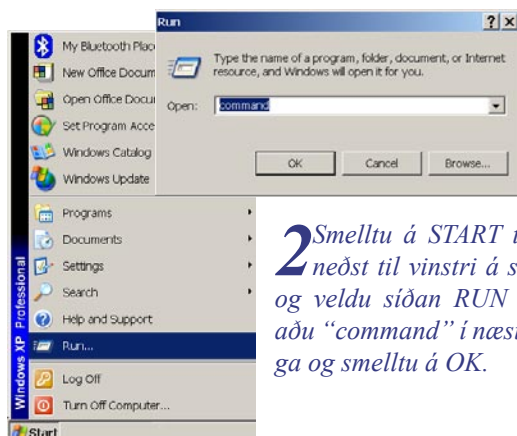 Run
My Bluetooth Plac
New Office Docum
Open Office Docu
Set Program Acce
Windows Catalog
Windows Update
Type the name of a program, folder, document, or Internet
resource, and Windows will open it for you.
Open: command
OK Cancel Browse...
Programs
Documents
Settings
Search
Help and Support
Run...
Log Off
Turn Off Computer...
Windows XP Professional
Start
2 Smelltu á START
neðst til vinstri á s
og veldu síðan RUN
aðu “command” í næs
ga og smelltu á OK.